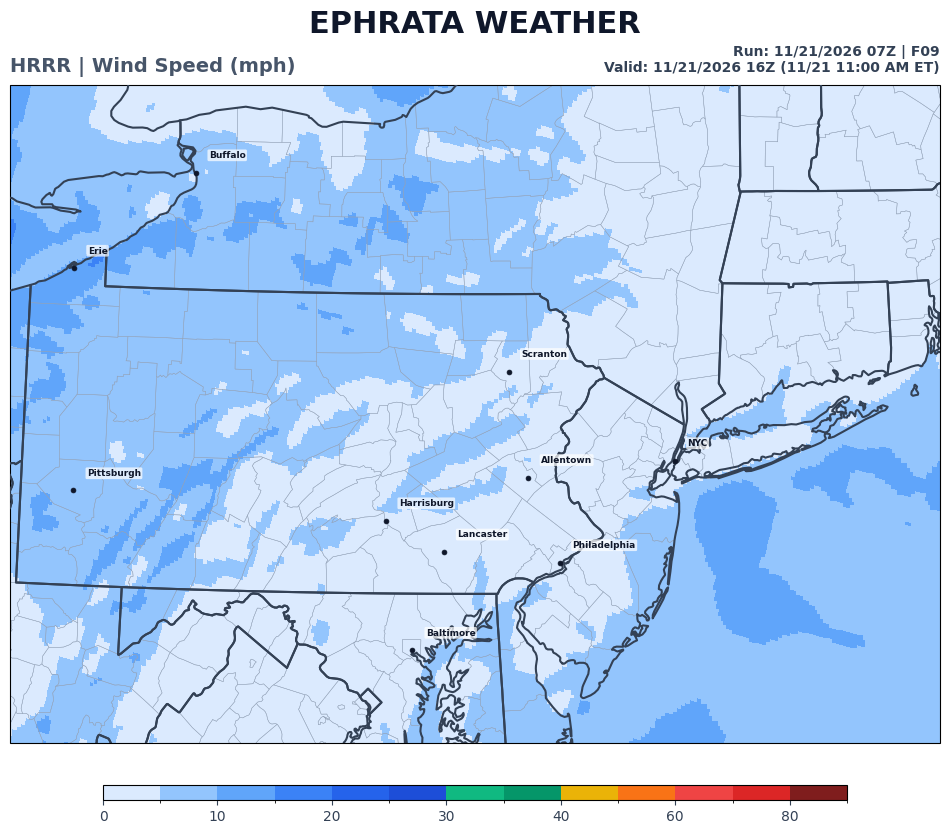 EPHRATA WEATHER
HRRR | Wind Speed (mph)
Run: 11/21/2026 07Z | F09
Valid: 11/21/2026 16Z (11/21 11:00 AM ET)
Buffalo
Erie
Scranton
NYC
Allentown
Pittsburgh
Harrisburg
Lancaster
Philadelphia
Baltimore
0 10 20 30 40 60 80